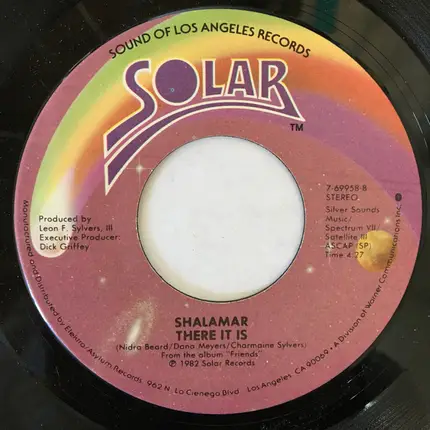 SOUND OF LOS ANGELES RECORDS
SOLAR
TM
7-69958-B
STEREO
Silver Sounds
Music/
Spectrum VII/
Satellite III
ASCAP (SP)
Time 4:27
Produced by
Leon F. Sylvers, III
Executive Producer:
Dick Griffey
SHALAMAR
THERE IT IS
(Nidra Beard/Dana Meyers/Charmaine Sylvers)
From the album "Friends"
℗ 1982 Solar Records
Manufactured and Distributed by Elektra/Asylum Records 962 N. La Cienega Blvd. Los Angeles, CA 90069 • A Division of Warner Communications Inc.